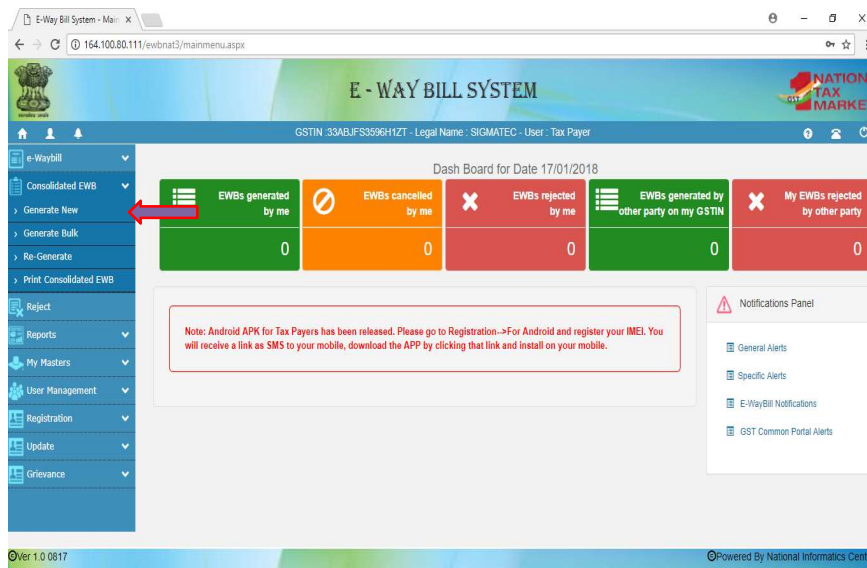 E-Way Bill System - Main
164.100.80.111/ewbnat3/mainmenu.aspx
E - WAY BILL SYSTEM
GST
NATION
TAX
MARKE
GSTIN :33ABJFS3596H1ZT - Legal Name : SIGMATEC - User : Tax Payer
e-Waybill
Consolidated EWB
Generate New
Generate Bulk
Re-Generate
Print Consolidated EWB
Reject
Reports
My Masters
User Management
Registration
Update
Grievance
Dash Board for Date 17/01/2018
EWBs generated
by me
0
EWBs cancelled
by me
0
EWBs rejected
by me
0
EWBs generated by
other party on my GSTIN
0
My EWBs rejected
by other party
0
Note: Android APK for Tax Payers has been released. Please go to Registration-->For Android and register your IMEI. You
will receive a link as SMS to your mobile, download the APP by clicking that link and install on your mobile.
Notifications Panel
General Alerts
Specific Alerts
E-WayBill Notifications
GST Common Portal Alerts
©Ver 1.0 0817
©Powered By National Informatics Cent